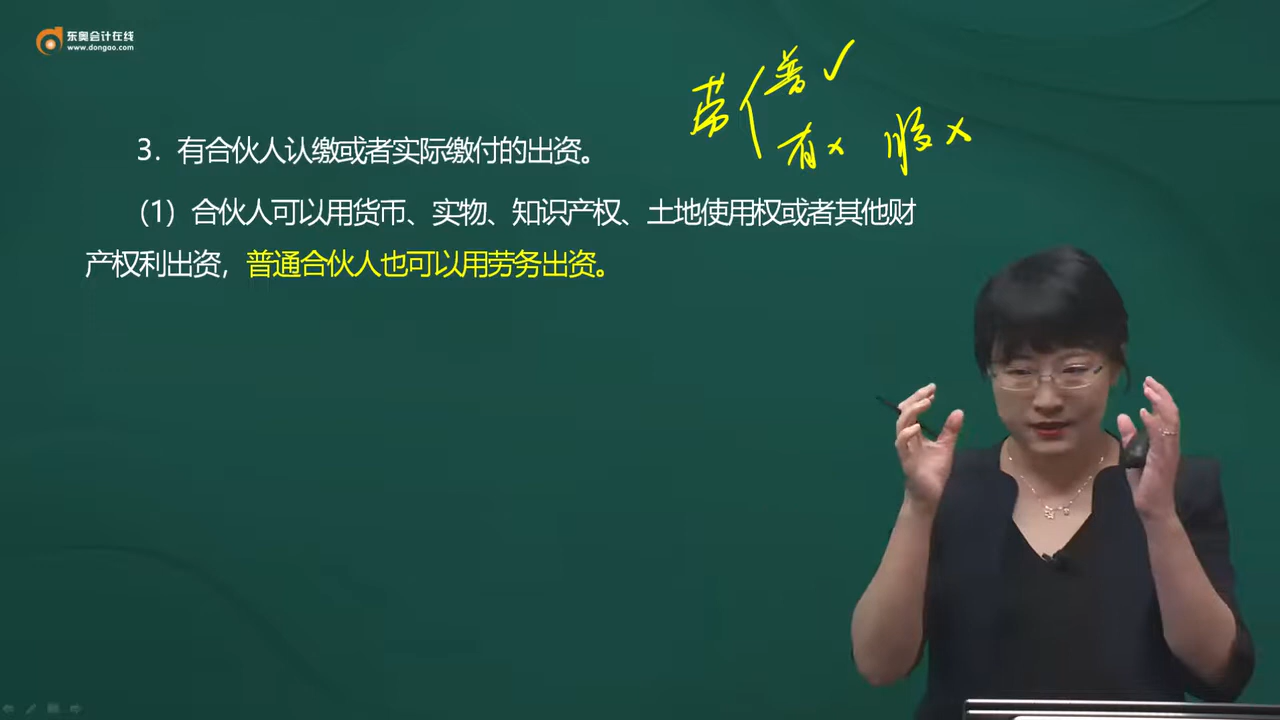 东奥会计在线
www.dongao.com
劳 普 ✓
有 × 股 ×
3. 有合伙人认缴或者实际缴付的出资。
（1）合伙人可以用货币、实物、知识产权、土地使用权或者其他财
产权利出资，普通合伙人也可以用劳务出资。